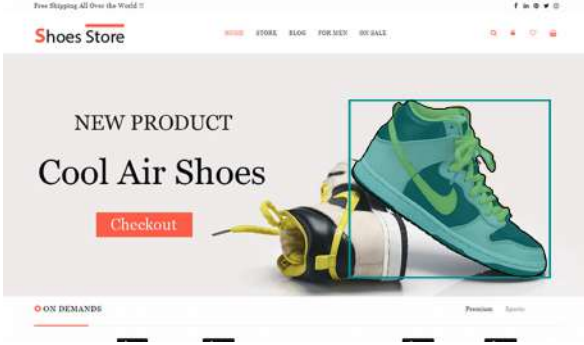 Free Shipping All Over the World !!
Shoes Store
HOME STORE BLOG FOR MEN ON SALE
NEW PRODUCT
Cool Air Shoes
Checkout
ON DEMANDS
Premium Sports